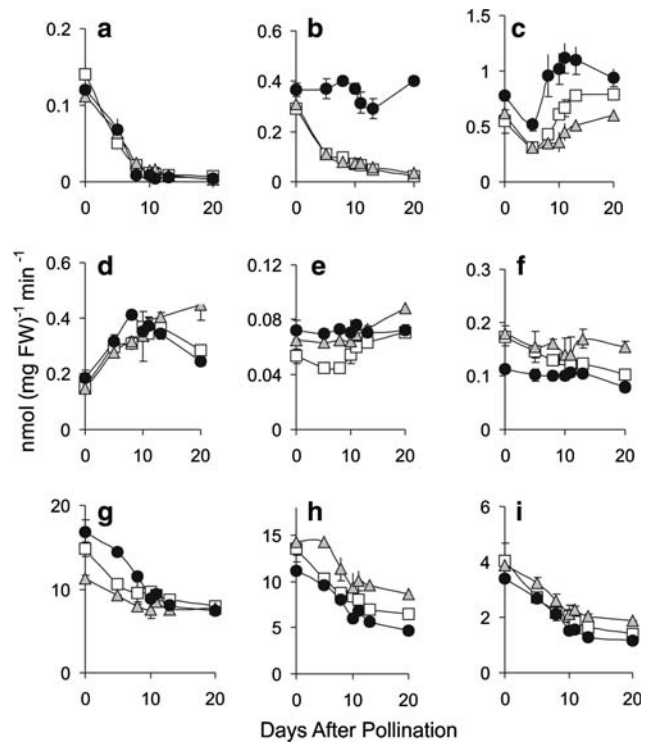 a b c
0.2 0.6 1.5
0.1 0.4 1
0.2 0.5
0 0 0
0 10 20 0 10 20 0 10 20
d e f
0.6 0.12 0.3
0.4 0.08 0.2
0.2 0.04 0.1
0 0 0
0 10 20 0 10 20 0 10 20
g h i
20 15 6
10 10 4
5 2
0 0 0
0 10 20 0 10 20 0 10 20
nmol (mg FW)⁻¹ min⁻¹
Days After Pollination